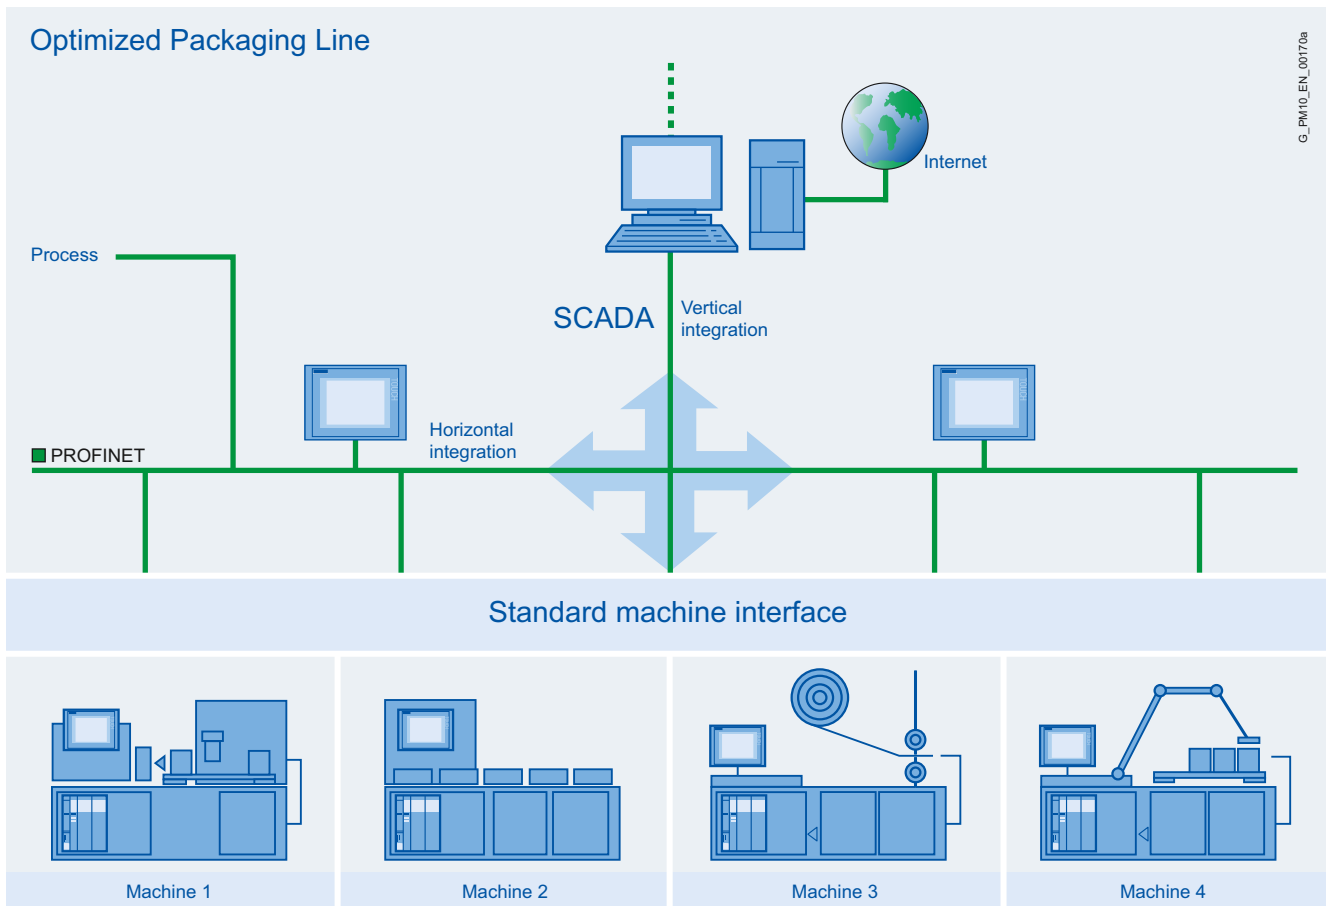 Optimized Packaging Line
G_PM10_EN_00170a
Internet
Process
SCADA
Vertical
integration
Horizontal
integration
PROFINET
Standard machine interface
Machine 1
Machine 2
Machine 3
Machine 4